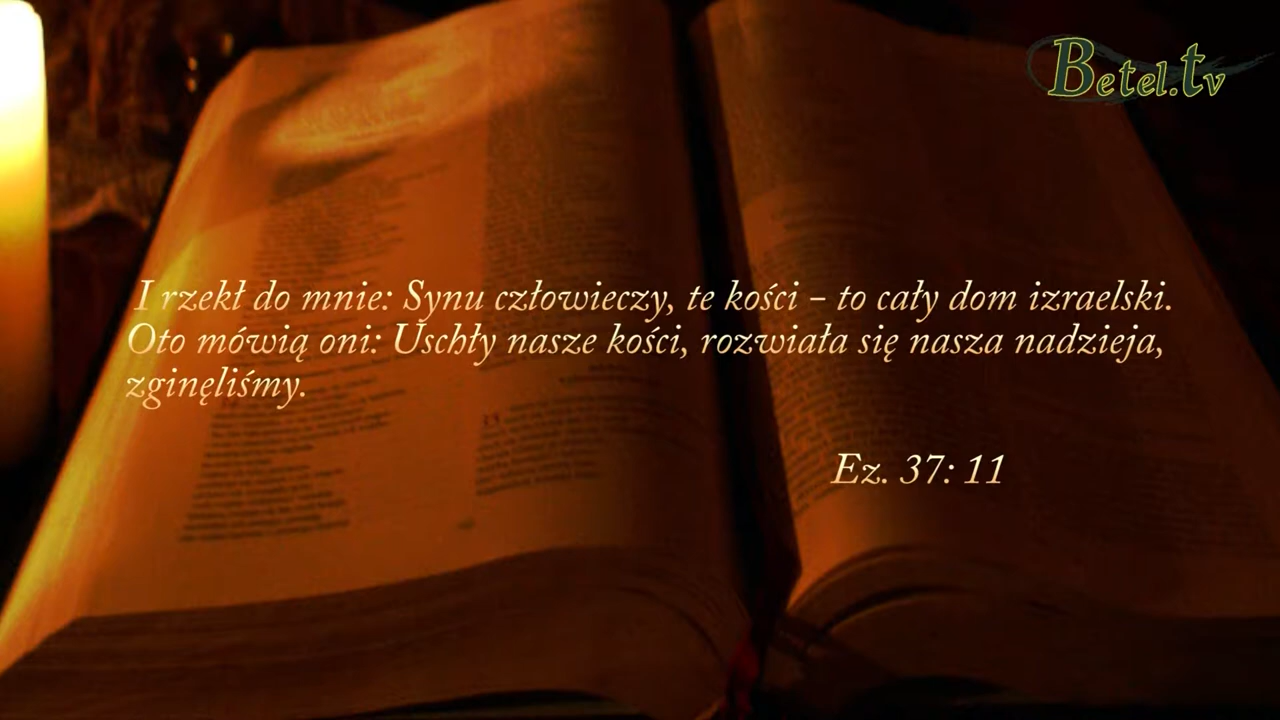 Betel.tv
I rzekł do mnie: Synu człowieczy, te kości – to cały dom izraelski.
Oto mówią oni: Uschły nasze kości, rozwiała się nasza nadzieja,
zginęliśmy.
Ez. 37: 11